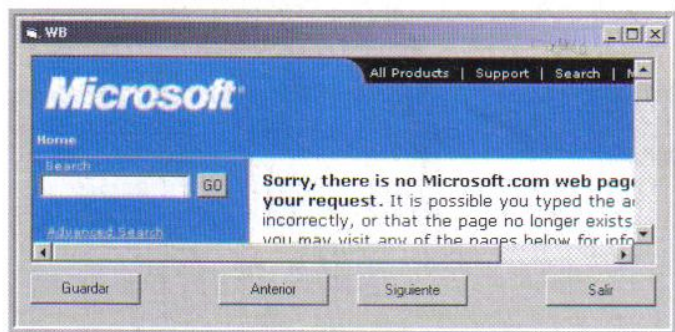 WB
All Products | Support | Search |
Microsoft
Home
Search
GO
Advanced Search
Sorry, there is no Microsoft.com web pag
your request. It is possible you typed the a
incorrectly, or that the page no longer exists
you may visit any of the pages below for info
Guardar
Anterior
Siguiente
Salir